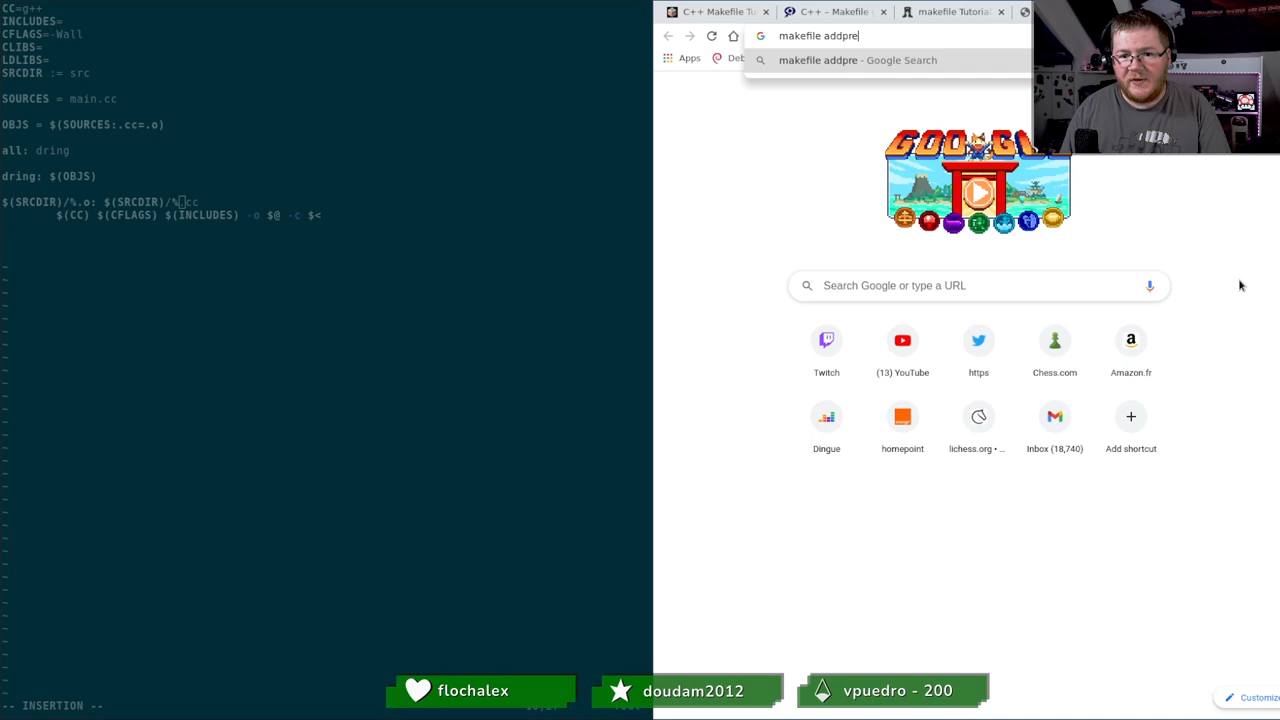 CC=g++
INCLUDES=
CFLAGS=-Wall
CLIBS=
LDLIBS=
SRCDIR := src
SOURCES = main.cc
OBJS = $(SOURCES:.cc=.o)
all: dring
dring: $(OBJS)
$(SRCDIR)/%.o: $(SRCDIR)/%.cc
$(CC) $(CFLAGS) $(INCLUDES) -o $@ -c $<
-- INSERTION --
C++ Makefile Tu
C++ – Makefile
makefile Tutorial
makefile addpre
Apps
Deb
makefile addpre - Google Search
Search Google or type a URL
Twitch
(13) YouTube
https
Chess.com
Amazon.fr
Dingue
homepoint
lichess.org • ...
Inbox (18,740)
Add shortcut
Customize
flochalex
doudam2012
vpuedro - 200